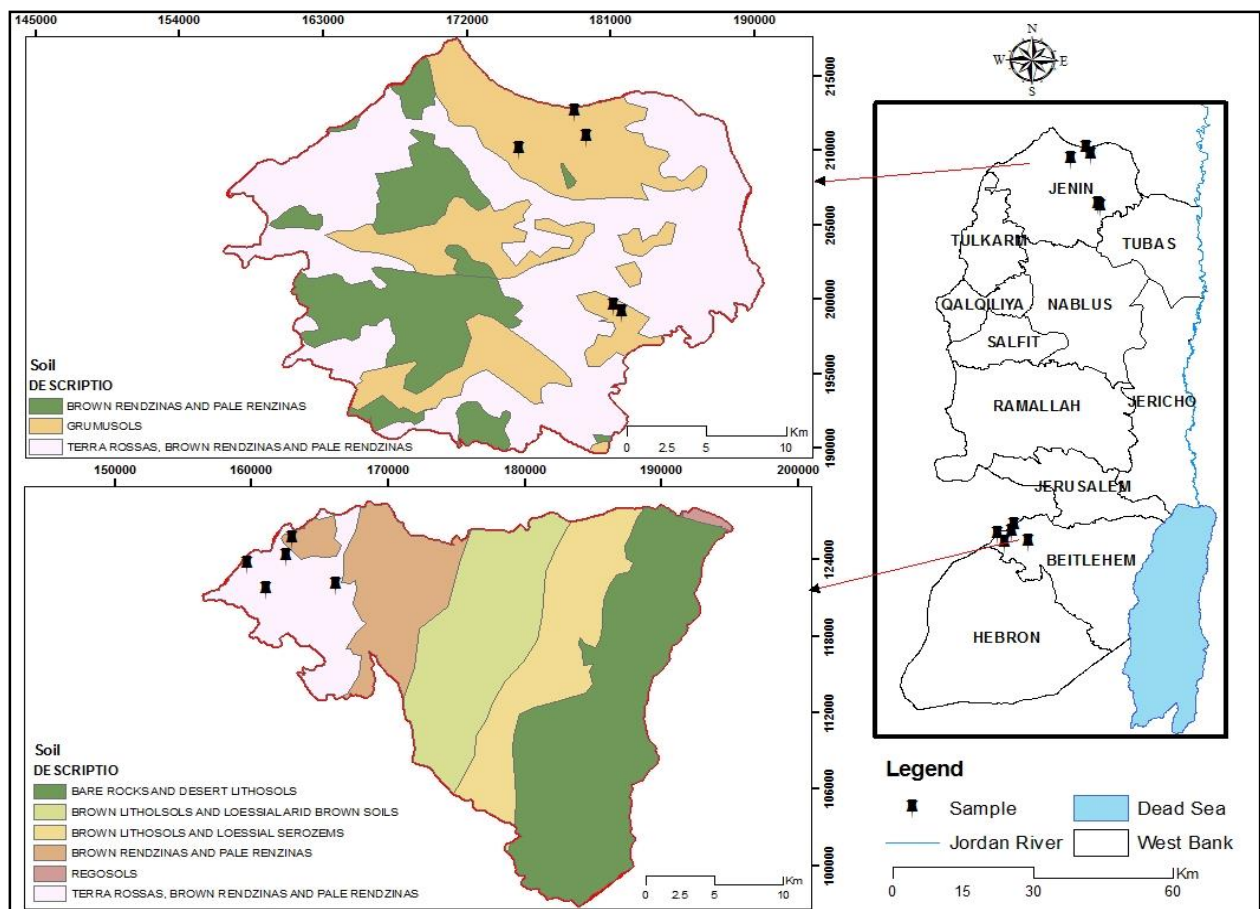 145000 154000 163000 172000 181000 190000
215000
210000
205000
200000
195000
190000
Soil
DESCRIPTIO
BROWN RENDZINAS AND PALE RENZINAS
GRUMUSOLS
TERRA ROSSAS, BROWN RENDZINAS AND PALE RENDZINAS
0 2.5 5 10
Km
150000 160000 170000 180000 190000 200000
124000
118000
112000
106000
100000
Soil
DESCRIPTIO
BARE ROCKS AND DESERT LITHOSOLS
BROWN LITHOLSOLS AND LOESSIAL ARID BROWN SOILS
BROWN LITHOSOLS AND LOESSIAL SEROZEMS
BROWN RENDZINAS AND PALE RENZINAS
REGOSOLS
TERRA ROSSAS, BROWN RENDZINAS AND PALE RENDZINAS
0 2.5 5 10
Km
N
W E
S
JENIN
TULKARM
TUBAS
QALQILIYA
NABLUS
SALFIT
RAMALLAH
JERICHO
JERUSALEM
BEITLEHEM
HEBRON
Legend
Sample
Dead Sea
Jordan River
West Bank
Km
0 15 30 60